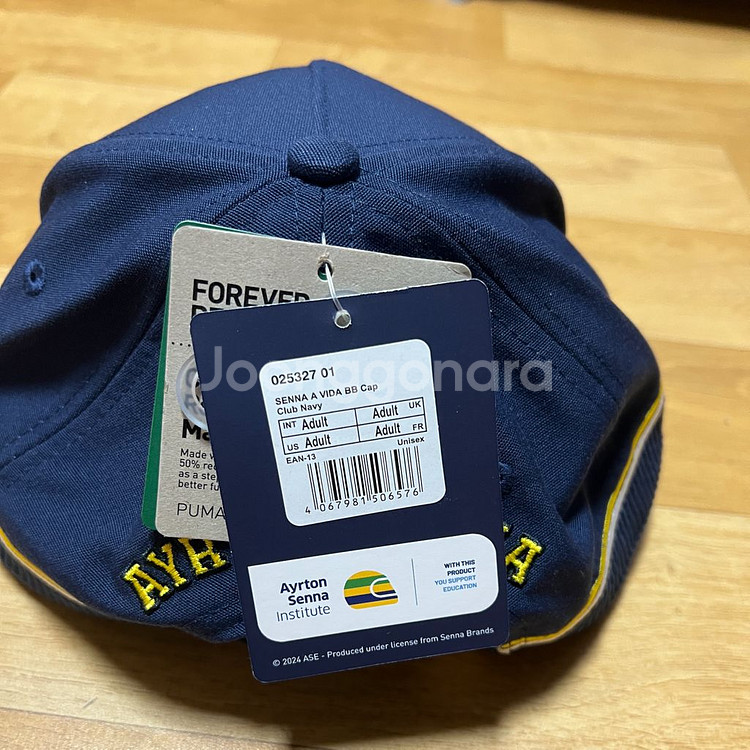 FOREVER
Joonggonara
025327 01
SENNA A VIDA BB Cap
Club Navy
INT Adult
Adult UK
US Adult
Adult FR
EAN-13
Unisex
4 067981 506576
Made w
50% rec
as a ste
better fu
PUMA
AYR
A
Ayrton
Senna
Institute
WITH THIS
PRODUCT
YOU SUPPORT
EDUCATION
© 2024 ASE - Produced under license from Senna Brands